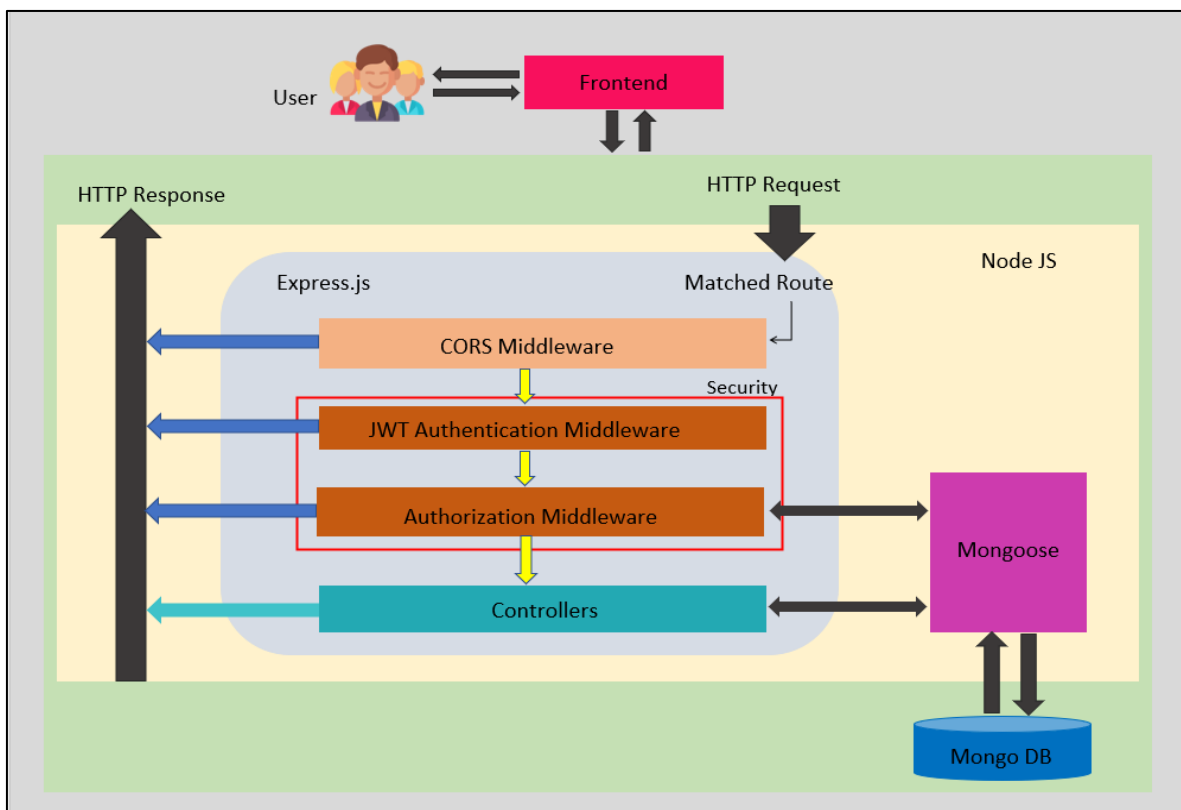 Frontend
User
HTTP Response
HTTP Request
Node JS
Express.js
Matched Route
CORS Middleware
Security
JWT Authentication Middleware
Authorization Middleware
Mongoose
Controllers
Mongo DB